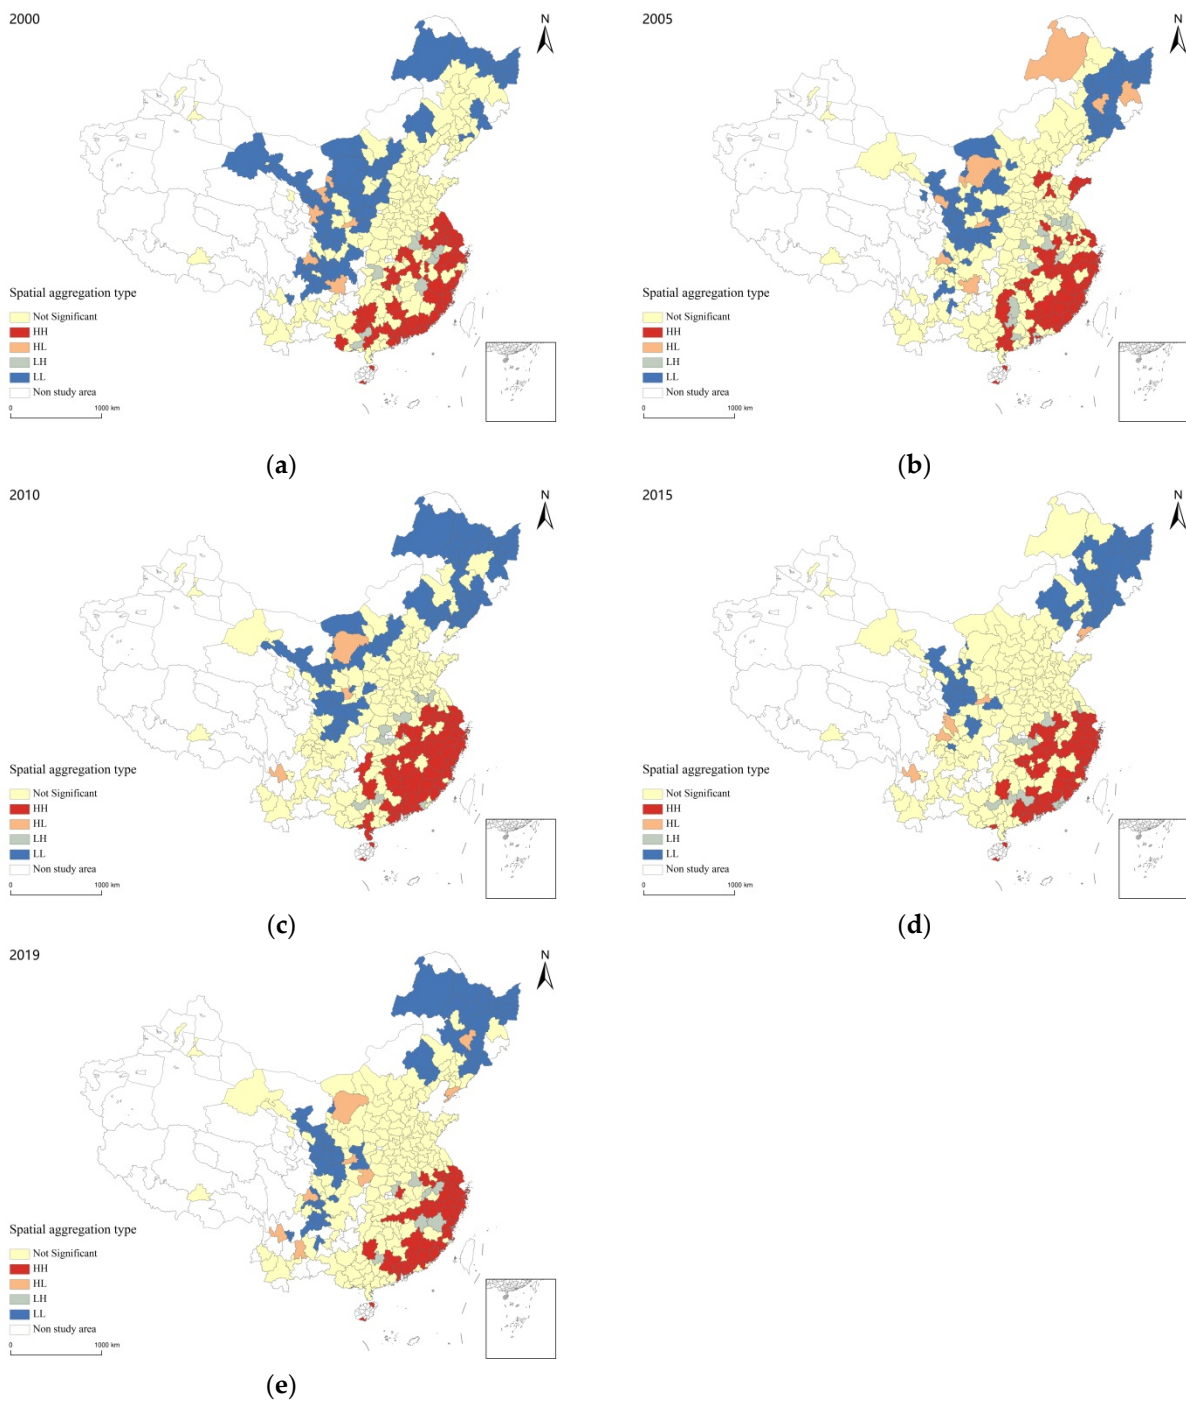 2000
N
Spatial aggregation type
Not Significant
HH
HL
LH
LL
Non study area
0 1000 km
(a)
2005
N
Spatial aggregation type
Not Significant
HH
HL
LH
LL
Non study area
0 1000 km
(b)
2010
N
Spatial aggregation type
Not Significant
HH
HL
LH
LL
Non study area
0 1000 km
(c)
2015
N
Spatial aggregation type
Not Significant
HH
HL
LH
LL
Non study area
0 1000 km
(d)
2019
N
Spatial aggregation type
Not Significant
HH
HL
LH
LL
Non study area
0 1000 km
(e)